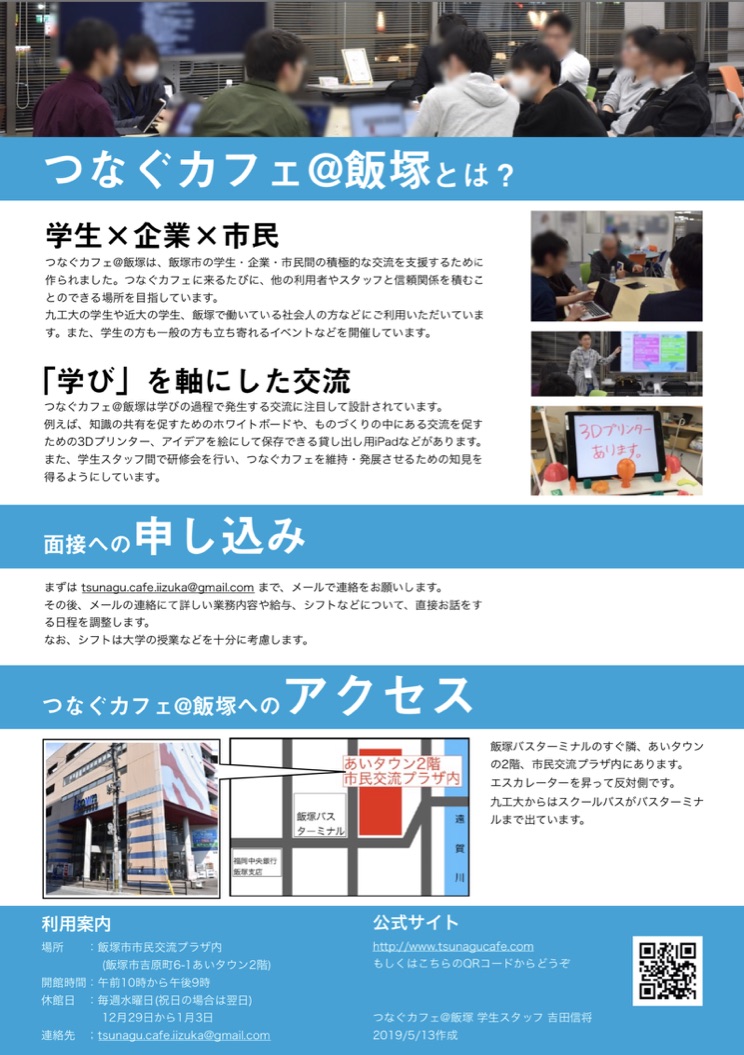 つなぐカフェ@飯塚とは？
学生×企業×市民
つなぐカフェ@飯塚は、飯塚市の学生・企業・市民間の積極的な交流を支援するために
作られました。つなぐカフェに来るたびに、他の利用者やスタッフと信頼関係を積むこ
とのできる場所を目指しています。
九工大の学生や近大の学生、飯塚で働いている社会人の方などにご利用いただいていま
す。また、学生の方も一般の方も立ち寄れるイベントなどを開催しています。
「学び」を軸にした交流
つなぐカフェ@飯塚は学びの過程で発生する交流に注目して設計されています。
例えば、知識の共有を促すためのホワイトボードや、ものづくりの中にある交流を促す
ための3Dプリンター、アイデアを絵にして保存できる貸し出し用iPadなどがあります。
また、学生スタッフ間で研修会を行い、つなぐカフェを維持・発展させるための知見を
得るようにしています。
3Dプリンター
あります。
面接への申し込み
まずは tsunagu.cafe.iizuka@gmail.com まで、メールで連絡をお願いします。
その後、メールの連絡にて詳しい業務内容や給与、シフトなどについて、直接お話をす
る日程を調整します。
なお、シフトは大学の授業などを十分に考慮します。
つなぐカフェ@飯塚へのアクセス
あいタウン2階
市民交流プラザ内
飯塚バス
ターミナル
福岡中央銀行
飯塚支店
遠賀川
飯塚バスターミナルのすぐ隣、あいタウン
の2階、市民交流プラザ内にあります。
エスカレーターを昇って反対側です。
九工大からはスクールバスがバスターミナ
ルまで出ています。
利用案内
場所　：飯塚市市民交流プラザ内
(飯塚市吉原町6-1あいタウン2階)
開館時間：午前10時から午後9時
休館日　：毎週水曜日(祝日の場合は翌日)
12月29日から1月3日
連絡先　：tsunagu.cafe.iizuka@gmail.com
公式サイト
http://www.tsunagucafe.com
もしくはこちらのQRコードからどうぞ
つなぐカフェ@飯塚 学生スタッフ 吉田信将
2019/5/13作成